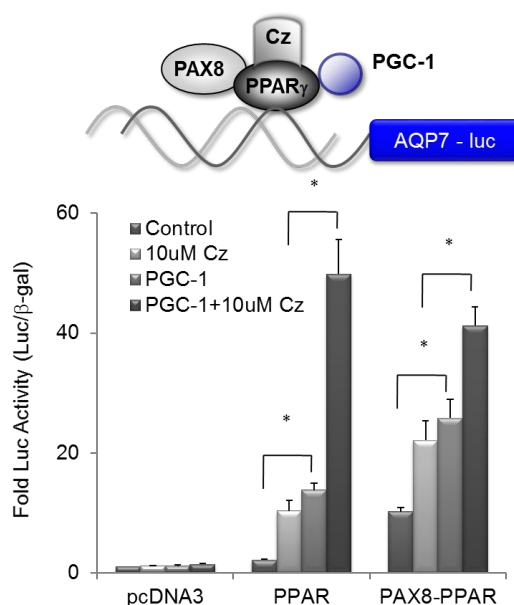 Cz
PAX8
PPARγ
PGC-1
AQP7 - luc
*
*
*
*
Fold Luc Activity (Luc/β-gal)
60
40
20
0
Control
10uM Cz
PGC-1
PGC-1+10uM Cz
pcDNA3
PPAR
PAX8-PPAR